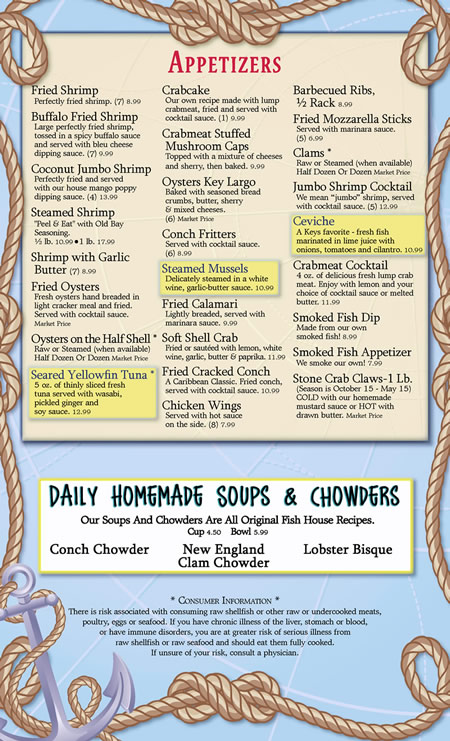 APPETIZERS
Fried Shrimp
Perfectly fried shrimp. (7) 8.99
Buffalo Fried Shrimp
Large perfectly fried shrimp,
tossed in a spicy buffalo sauce
and served with bleu cheese
dipping sauce. (7) 9.99
Coconut Jumbo Shrimp
Perfectly fried and served
with our house mango poppy
dipping sauce. (4) 13.99
Steamed Shrimp
"Peel & Eat" with Old Bay
Seasoning.
½ lb. 10.99 • 1 lb. 17.99
Shrimp with Garlic
Butter (7) 8.99
Fried Oysters
Fresh oysters hand breaded in
light cracker meal and fried.
Served with cocktail sauce.
Market Price
Oysters on the Half Shell *
Raw or Steamed (when available)
Half Dozen Or Dozen Market Price
Seared Yellowfin Tuna *
5 oz. of thinly sliced fresh
tuna served with wasabi,
pickled ginger and
soy sauce. 12.99
Crabcake
Our own recipe made with lump
crabmeat, fried and served with
cocktail sauce. (1) 9.99
Crabmeat Stuffed
Mushroom Caps
Topped with a mixture of cheeses
and sherry, then baked. 9.99
Oysters Key Largo
Baked with seasoned bread
crumbs, butter, sherry
& mixed cheeses.
(6) Market Price
Conch Fritters
Served with cocktail sauce.
(6) 8.99
Steamed Mussels
Delicately steamed in a white
wine, garlic-butter sauce. 10.99
Fried Calamari
Lightly breaded, served with
marinara sauce. 9.99
Soft Shell Crab
Fried or sautéed with lemon, white
wine, garlic, butter & paprika. 11.99
Fried Cracked Conch
A Caribbean Classic. Fried conch,
served with cocktail sauce. 10.99
Chicken Wings
Served with hot sauce
on the side. (8) 7.99
Barbecued Ribs,
½ Rack 8.99
Fried Mozzarella Sticks
Served with marinara sauce.
(5) 6.99
Clams *
Raw or Steamed (when available)
Half Dozen Or Dozen Market Price
Jumbo Shrimp Cocktail
We mean "jumbo" shrimp, served
with cocktail sauce. (5) 12.99
Ceviche
A Keys favorite - fresh fish
marinated in lime juice with
onions, tomatoes and cilantro. 10.99
Crabmeat Cocktail
4 oz. of delicious fresh lump crab
meat. Enjoy with lemon and your
choice of cocktail sauce or melted
butter. 11.99
Smoked Fish Dip
Made from our own
smoked fish! 8.99
Smoked Fish Appetizer
We smoke our own! 7.99
Stone Crab Claws-1 Lb.
(Season is October 15 - May 15)
COLD with our homemade
mustard sauce or HOT with
drawn butter. Market Price
DAILY HOMEMADE SOUPS & CHOWDERS
Our Soups And Chowders Are All Original Fish House Recipes.
Cup 4.50 Bowl 5.99
Conch Chowder
New England
Clam Chowder
Lobster Bisque
* CONSUMER INFORMATION *
There is risk associated with consuming raw shellfish or other raw or undercooked meats,
poultry, eggs or seafood. If you have chronic illness of the liver, stomach or blood,
or have immune disorders, you are at greater risk of serious illness from
raw shellfish or raw seafood and should eat them fully cooked.
If unsure of your risk, consult a physician.